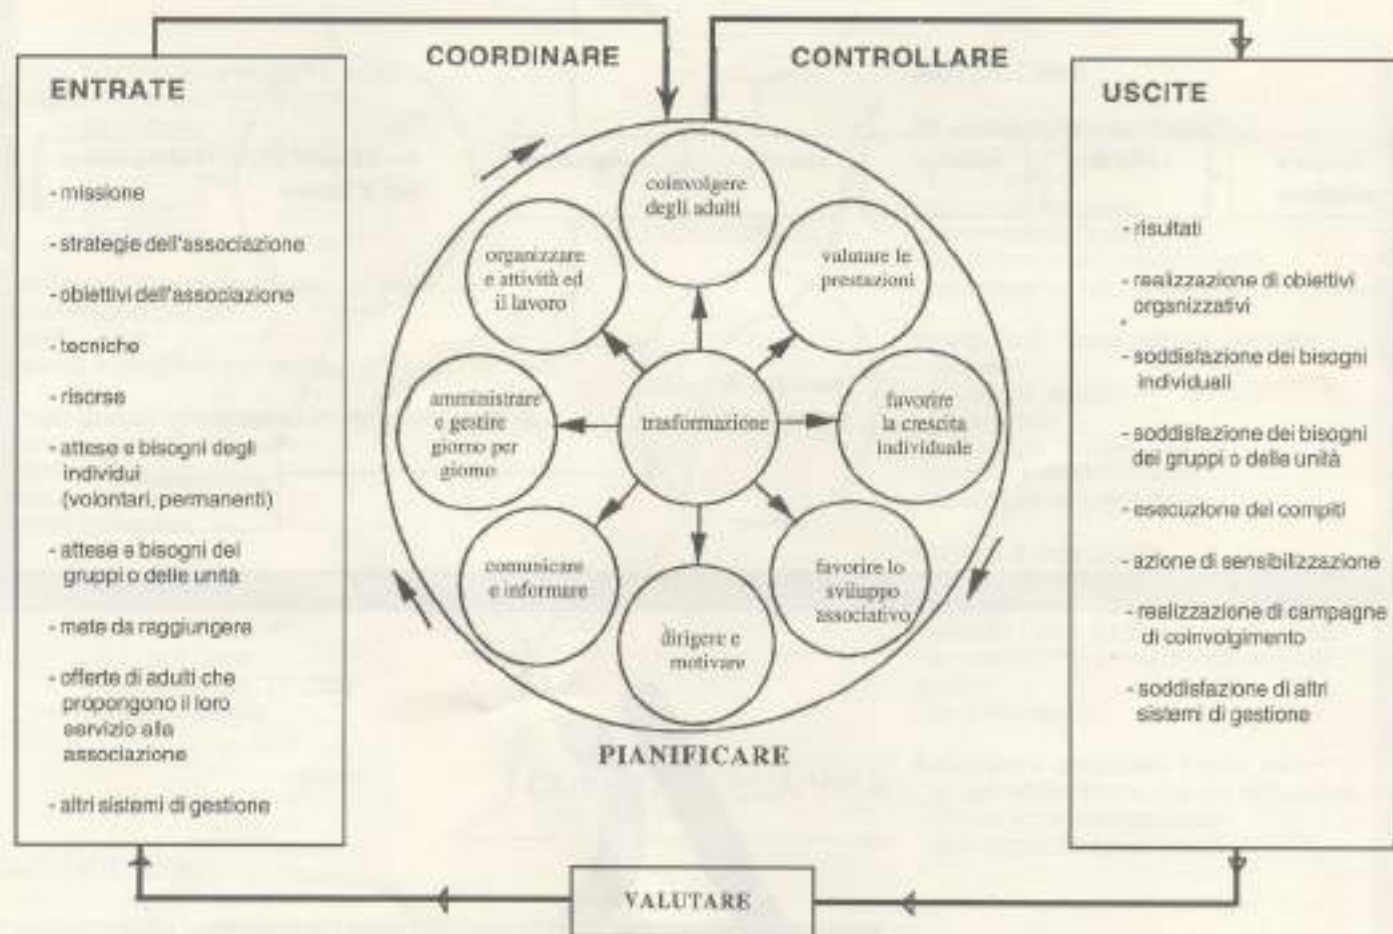 COORDINARE
CONTROLLARE
ENTRATE
- missione
- strategie dell'associazione
- obiettivi dell'associazione
- tecniche
- risorse
- attese e bisogni degli
individui
(volontari, permanenti)
- attese e bisogni dei
gruppi o delle unità
- mete da raggiungere
- offerte di adulti che
propongono il loro
servizio alla
associazione
- altri sistemi di gestione
coinvolgere
degli adulti
organizzare
e attività ed
il lavoro
valutare le
prestazioni
amministrare
e gestire
giorno per
giorno
trasformazione
favorire
la crescita
individuale
comunicare
e informare
dirigere e
motivare
favorire lo
sviluppo
associativo
PIANIFICARE
USCITE
- risultati
- realizzazione di obiettivi
organizzativi
- soddisfazione dei bisogni
individuali
- soddisfazione dei bisogni
dei gruppi o delle unità
- esecuzione dei compiti
- azione di sensibilizzazione
- realizzazione di campagne
di coinvolgimento
- soddisfazione di altri
sistemi di gestione
VALUTARE